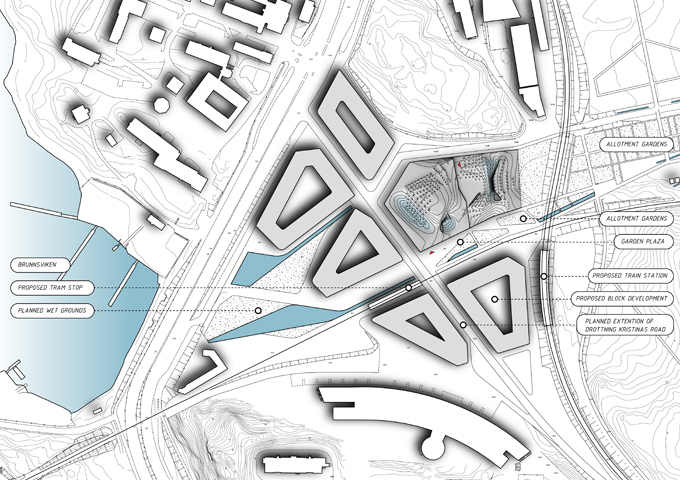 ALLOTMENT GARDENS
ALLOTMENT GARDENS
GARDEN PLAZA
BRUNNSVIKEN
PROPOSED TRAM STOP
PLANNED WET GROUNDS
PROPOSED TRAIN STATION
PROPOSED BLOCK DEVELOPMENT
PLANNED EXTENTION OF
DROTTNING KRISTINAS ROAD